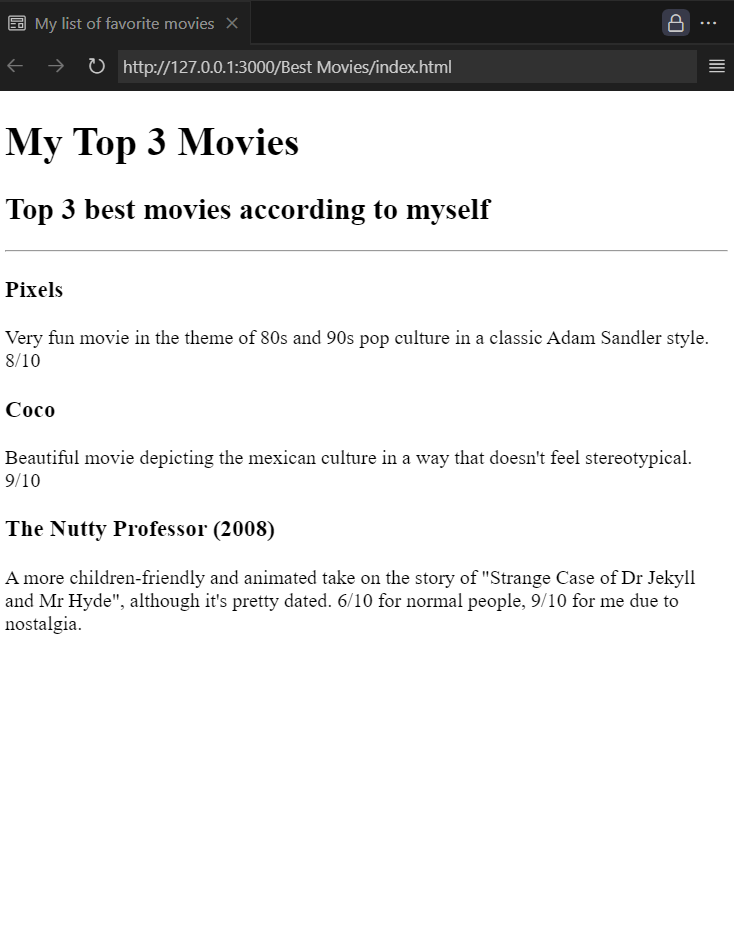 My list of favorite movies
http://127.0.0.1:3000/Best Movies/index.html
My Top 3 Movies
Top 3 best movies according to myself
Pixels
Very fun movie in the theme of 80s and 90s pop culture in a classic Adam Sandler style.
8/10
Coco
Beautiful movie depicting the mexican culture in a way that doesn't feel stereotypical.
9/10
The Nutty Professor (2008)
A more children-friendly and animated take on the story of "Strange Case of Dr Jekyll
and Mr Hyde", although it's pretty dated. 6/10 for normal people, 9/10 for me due to
nostalgia.